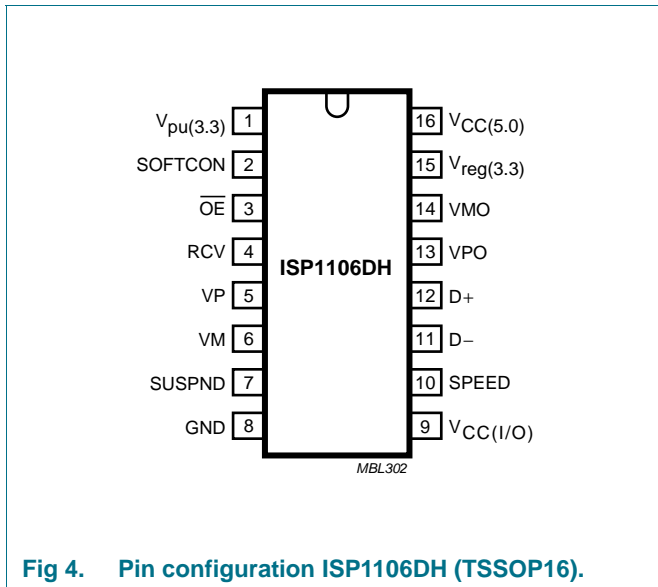 Vpu(3.3) 1 16 VCC(5.0)
SOFTCON 2 15 Vreg(3.3)
O̅E̅ 3 14 VMO
RCV 4 13 VPO
ISP1106DH
VP 5 12 D+
VM 6 11 D−
SUSPND 7 10 SPEED
GND 8 9 VCC(I/O)
MBL302
Fig 4. Pin configuration ISP1106DH (TSSOP16).